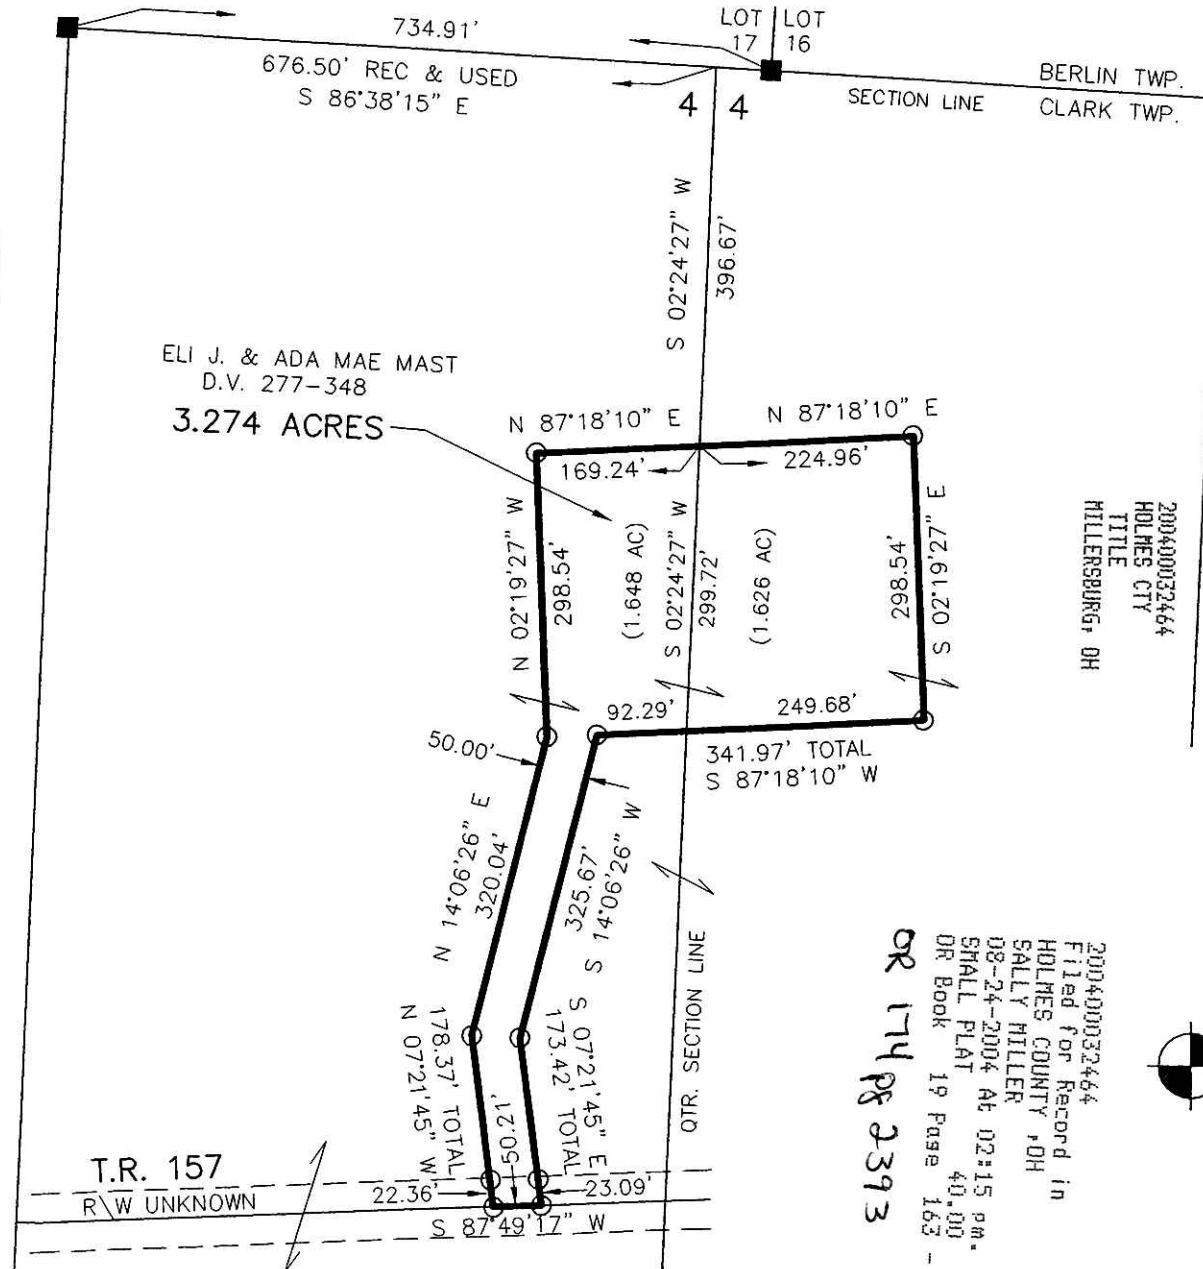 734.91'
676.50' REC & USED
S 86°38'15" E
LOT
17
LOT
16
BERLIN TWP.
SECTION LINE
CLARK TWP.
4
4
S 02°24'27" W
396.67'
ELI J. & ADA MAE MAST
D.V. 277-348
3.274 ACRES
N 87°18'10" E
N 87°18'10" E
169.24'
224.96'
N 02°19'27" W
298.54'
(1.648 AC)
S 02°24'27" W
299.72'
(1.626 AC)
298.54'
S 02°19'27" E
92.29'
249.68'
341.97' TOTAL
S 87°18'10" W
50.00'
N 14°06'26" E
320.04'
325.67'
S 14°06'26" W
178.37' TOTAL
N 07°21'45" W
S 07°21'45" E
173.42' TOTAL
50.21'
QTR. SECTION LINE
T.R. 157
R\W UNKNOWN
22.36'
23.09'
S 87°49'17" W
200400032464
HOLMES CTY
TITLE
MILLERSBURG, OH
200400032464
Filed for Record in
HOLMES COUNTY ,OH
SALLY MILLER
08-24-2004 At 02:15 pm.
SMALL PLAT 40.00
OR Book 19 Page 163 -
OR 174 pg 2393